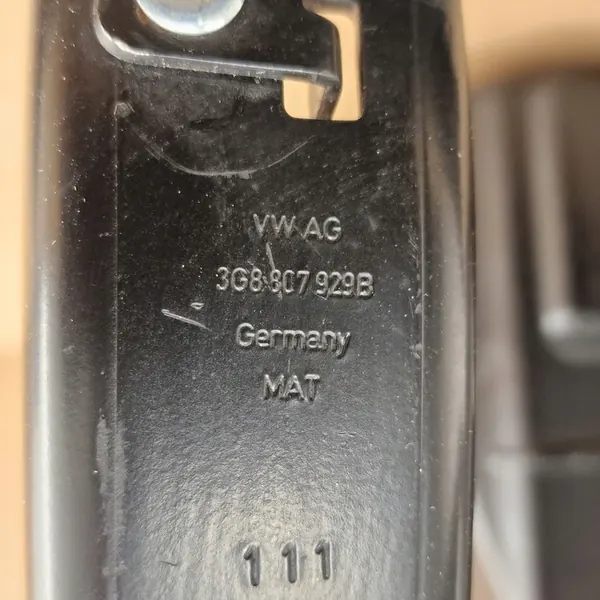 VW AG
3G8 807 929B
Germany
MAT
111